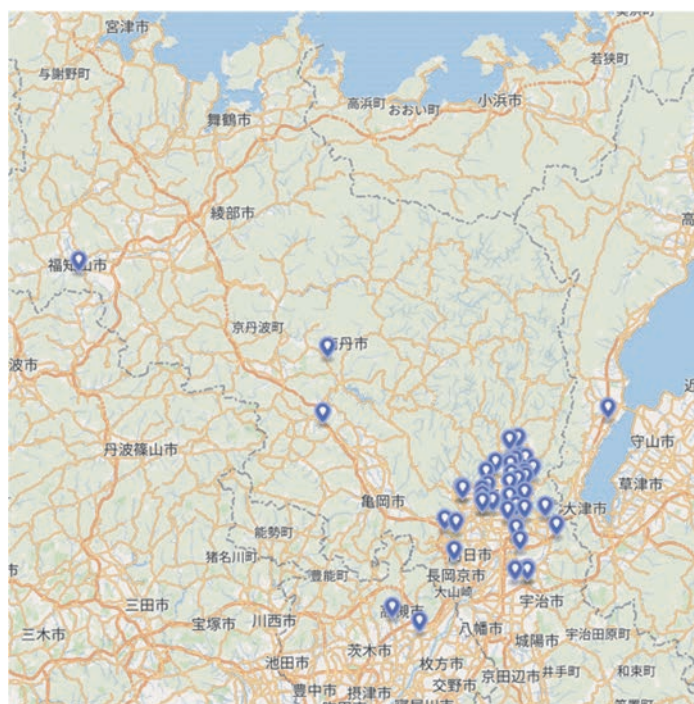 宮津市
与謝野町
若狭町
高浜町
おおい町
小浜市
舞鶴市
綾部市
福知山市
京丹波町
丹市
波市
守山市
丹波篠山市
草津市
亀岡市
大津市
能勢町
猪名川町
日市
豊能町
長岡京市
大山崎
三田市
宇治市
川西市
高槻市
宝塚市
三木市
八幡市
城陽市
宇治田原町
茨木市
池田市
枚方市
京田辺市
井手町
和束町
豊中市
摂津市
交野市